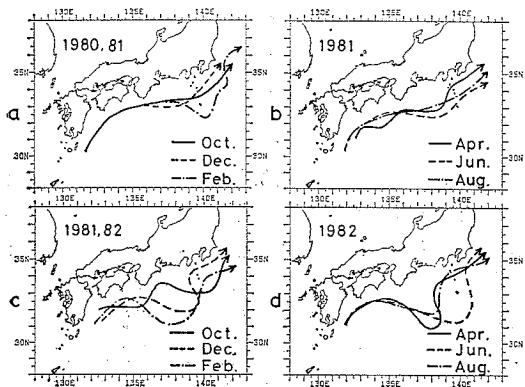 130E 135E 140E
1980, 81
35N
a
30N
Oct.
Dec.
Feb.
130E 135E 140E
1981
35N
b
30N
Apr.
Jun.
Aug.
130E 135E 140E
1981, 82
35N
c
30N
Oct.
Dec.
Feb.
130E 135E 140E
1982
35N
d
30N
Apr.
Jun.
Aug.